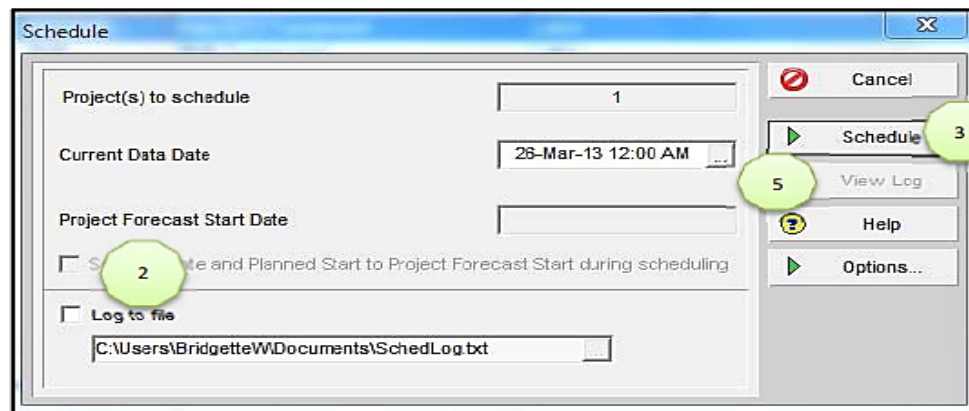 Schedule
Project(s) to schedule
1
Cancel
Current Data Date
26-Mar-13 12:00 AM
...
Schedule
3
5
View Log
Project Forecast Start Date
Help
2
te and Planned Start to Project Forecast Start during scheduling
Options...
Log to file
C:\Users\BridgetteW\Documents\SchedLog.txt
...